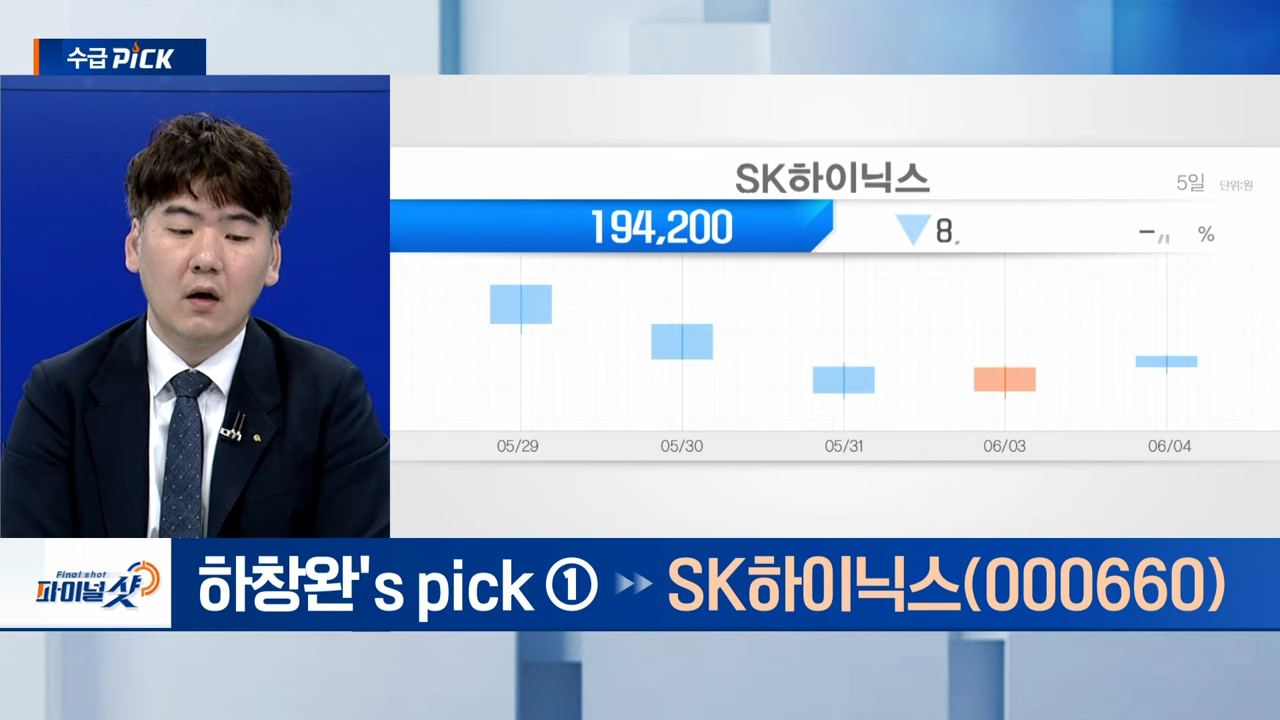 수급 PiCK
SK하이닉스
5일 단위:원
194,200 ▼ 8, – %
05/29 05/30 05/31 06/03 06/04
Final shot
파이널샷
하창완's pick ① ▸▸ SK하이닉스(000660)